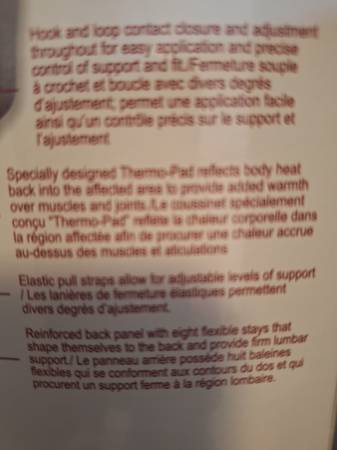 Hook and loop contact closure and adjustment
throughout for easy application and precise
control of support and fit./Fermeture souple
à crochet et boucle avec divers degrés
d'ajustement; permet une application facile
ainsi qu'un contrôle précis sur le support et
l'ajustement
Specially designed Thermo-Pad reflects body heat
back into the affected area to provide added warmth
over muscles and joints./Le coussinet spécialement
conçu "Thermo-Pad" reflète la chaleur corporelle dans
la région affectée afin de procurer une chaleur accrue
au-dessus des muscles et aticulations
Elastic pull straps allow for adjustable levels of support
/ Les lanières de fermeture élastiques permettent
divers degrés d'ajustement.
Reinforced back panel with eight flexible stays that
shape themselves to the back and provide firm lumbar
support./ Le panneau arrière possède huit baleines
flexibles qui se conforment aux contours du dos et qui
procurent un support ferme à la région lombaire.